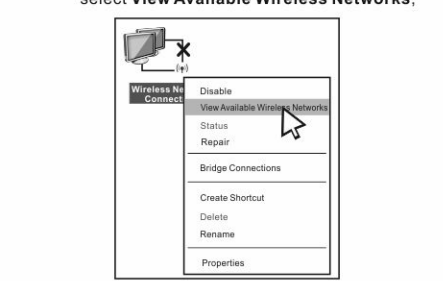 select View Available Wireless Networks,
Wireless Ne
Connect
Disable
View Available Wireless Networks
Status
Repair
Bridge Connections
Create Shortcut
Delete
Rename
Properties